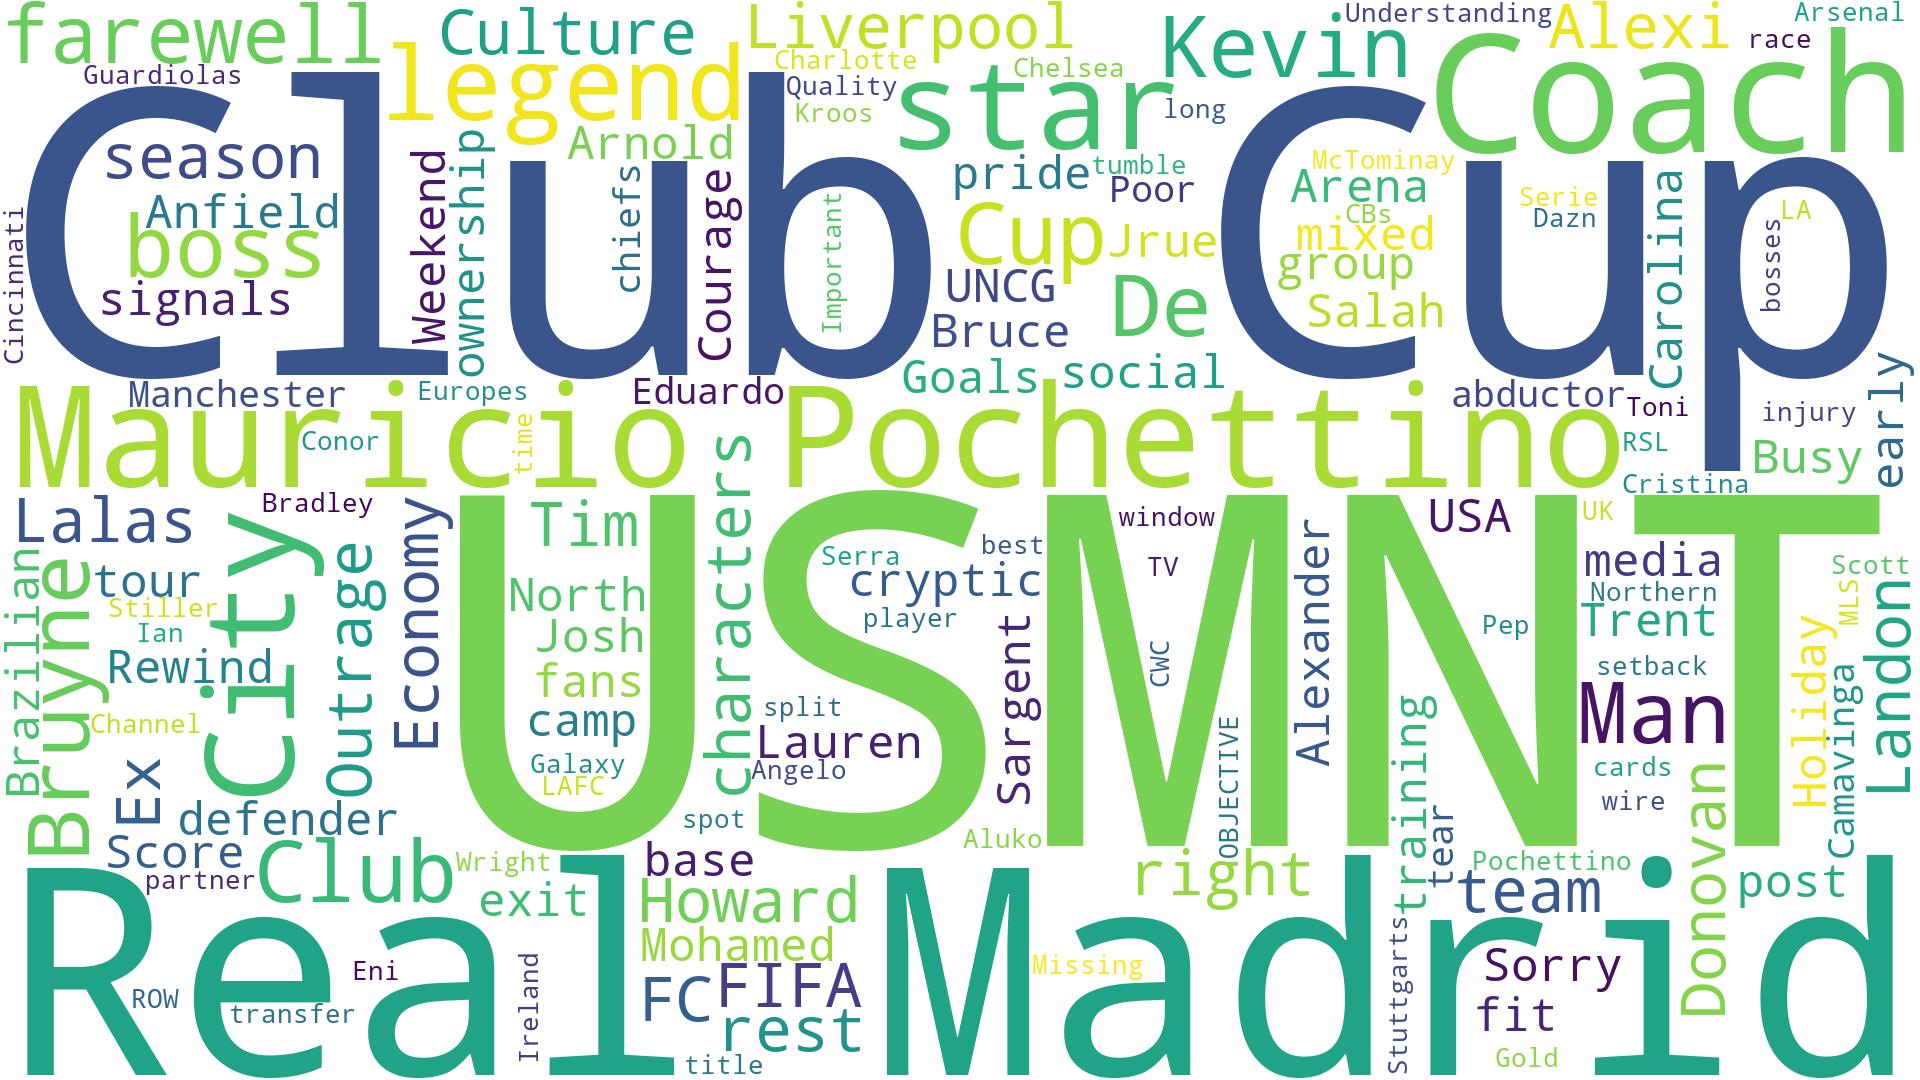 farewell
Culture
Liverpool
Kevin
Understanding
Alexi
Arsenal
race
Guardiolas
legend
Charlotte
Quality
Kroos
Chelsea
star
long
Coach
Club Cup
season
Anfield
boss
signals
Cincinnati
Weekend
ownership
Arnold
chiefs
Courage
Important
pride
tumble
Poor
Cup
Jrue
UNCG
Bruce
De
Goals
social
McTominay
Arena
CBs
mixed
group
Salah
Serie
Dazn
Carolina
LA
bosses
early
Manchester
Europes
Eduardo
abductor
Toni
injury
Mauricio Pochettino
Conor
time
RSL
Busy
Cristina
Lalas
Bradley
City
Outrage
Economy
Brazilian
Bruyne
tour
Stiller
Ian
Rewind
Channel
Ex
defender
Score
partner
USMNT
Tim
North
Josh
fans
camp
Galaxy
LAFC
characters
Serra
cryptic
best
player
split
Lauren
Angelo
spot
Sargent
Aluko
window
TV
CWC
OBJECTIVE
Alexander
USA
UK
media
Northern
Trent
Pep
setback
Man
cards
wire
training
tear
Donovan
Holiday
Camavinga
MLS
Scott
Landon
Club
Wright
exit
base
Howard
Mohamed
right
Pochettino
team
post
Real Madrid
ROW
Eni
transfer
Ireland
FC
FIFA
rest
title
Missing
Stuttgarts
Sorry
fit
Gold